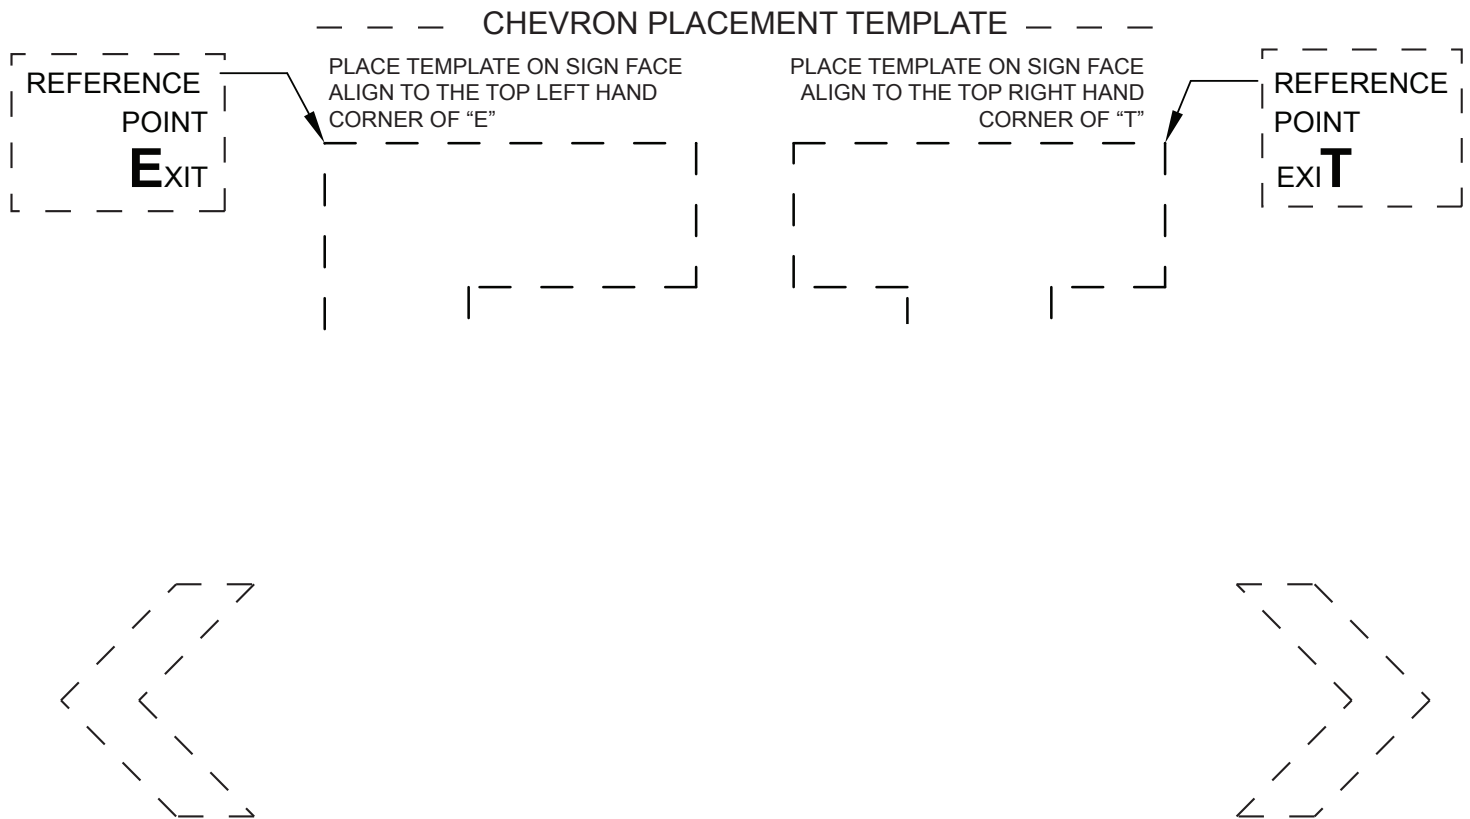 CHEVRON PLACEMENT TEMPLATE
REFERENCE
POINT
EXIT
PLACE TEMPLATE ON SIGN FACE
ALIGN TO THE TOP LEFT HAND
CORNER OF “E”
PLACE TEMPLATE ON SIGN FACE
ALIGN TO THE TOP RIGHT HAND
CORNER OF “T”
REFERENCE
POINT
EXIT